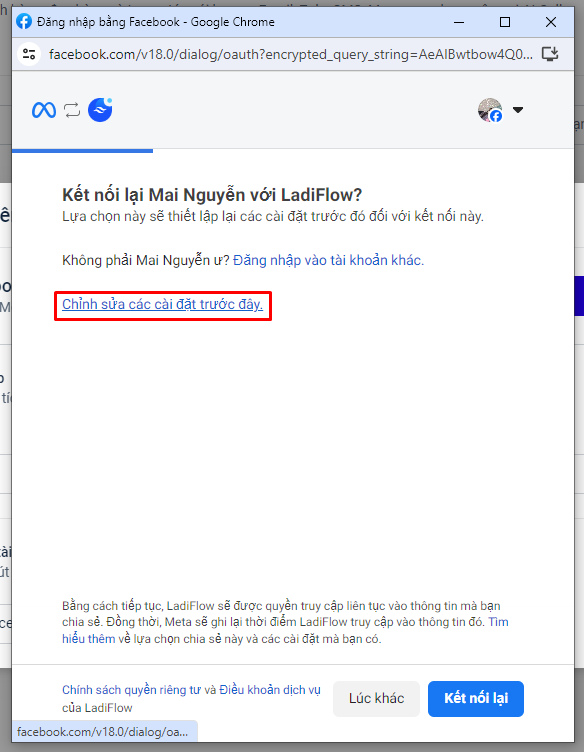 Đăng nhập bằng Facebook - Google Chrome
facebook.com/v18.0/dialog/oauth?encrypted_query_string=AeAlBwtbow4Q0...
Kết nối lại Mai Nguyễn với LadiFlow?
Lựa chọn này sẽ thiết lập lại các cài đặt trước đó đối với kết nối này.
Không phải Mai Nguyễn ư? Đăng nhập vào tài khoản khác.
Chỉnh sửa các cài đặt trước đây.
Bằng cách tiếp tục, LadiFlow sẽ được quyền truy cập liên tục vào thông tin mà bạn
chia sẻ. Đồng thời, Meta sẽ ghi lại thời điểm LadiFlow truy cập vào thông tin đó. Tìm
hiểu thêm về lựa chọn chia sẻ này và các cài đặt mà bạn có.
Chính sách quyền riêng tư và Điều khoản dịch vụ
của LadiFlow
Lúc khác
Kết nối lại
facebook.com/v18.0/dialog/oa...